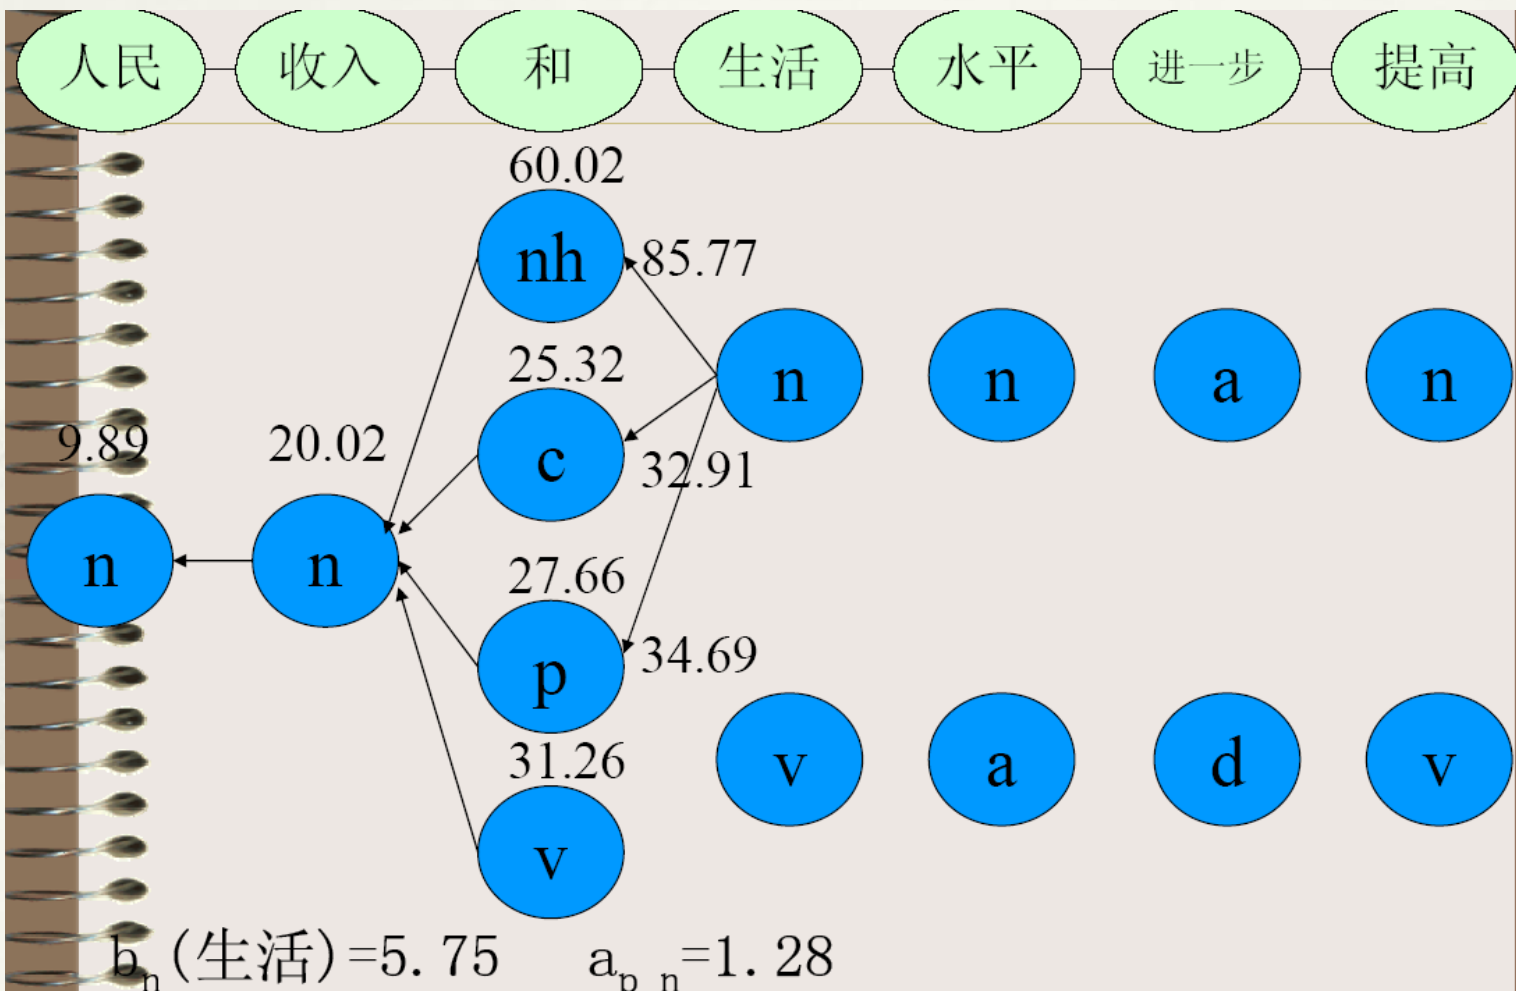 人民 收入 和 生活 水平 进一步 提高
60.02
nh 85.77
25.32
n n a n
9.89 20.02 c 32.91
n n 27.66
p 34.69
31.26 v a d v
v
bn(生活)=5.75 ap_n=1.28